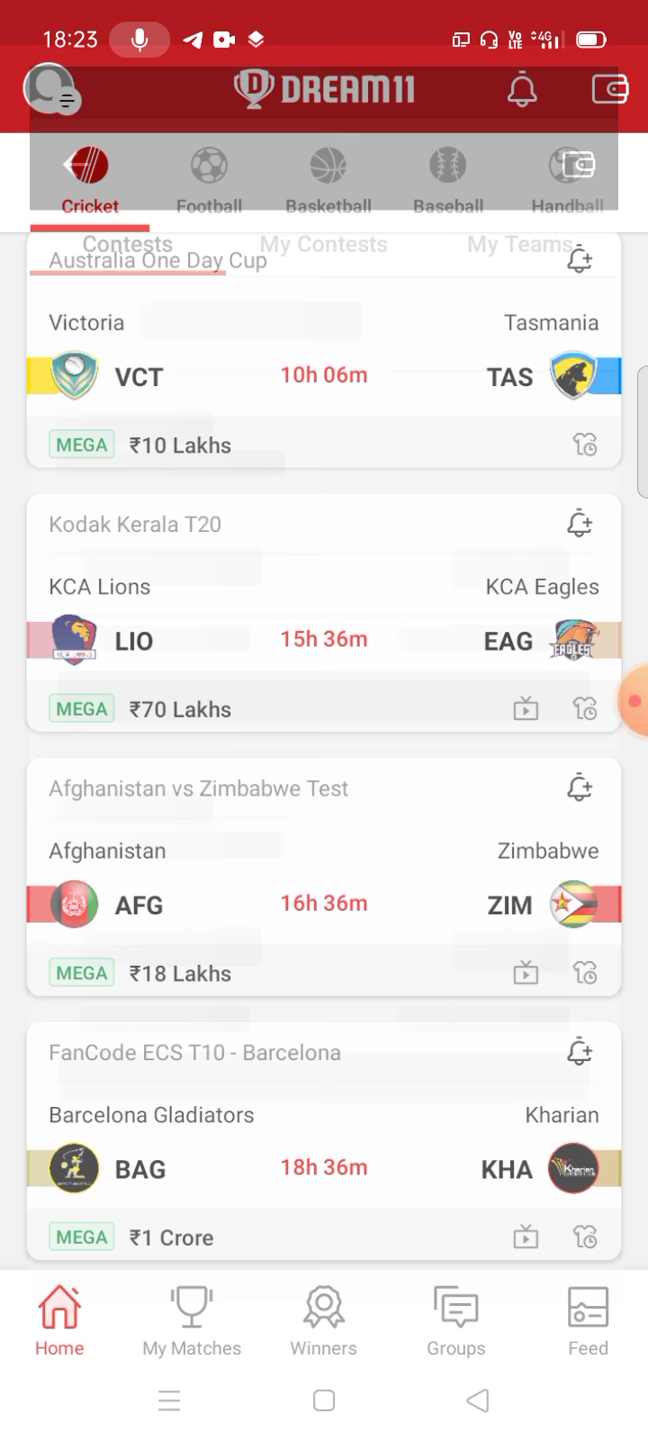 18:23
Vo LTE 4G
DREAM11
Cricket Football Basketball Baseball Handball
Contests My Contests My Teams
Australia One Day Cup
Victoria Tasmania
VCT 10h 06m TAS
MEGA ₹10 Lakhs
Kodak Kerala T20
KCA Lions KCA Eagles
LIO 15h 36m EAG
MEGA ₹70 Lakhs
Afghanistan vs Zimbabwe Test
Afghanistan Zimbabwe
AFG 16h 36m ZIM
MEGA ₹18 Lakhs
FanCode ECS T10 - Barcelona
Barcelona Gladiators Kharian
BAG 18h 36m KHA
MEGA ₹1 Crore
Home My Matches Winners Groups Feed